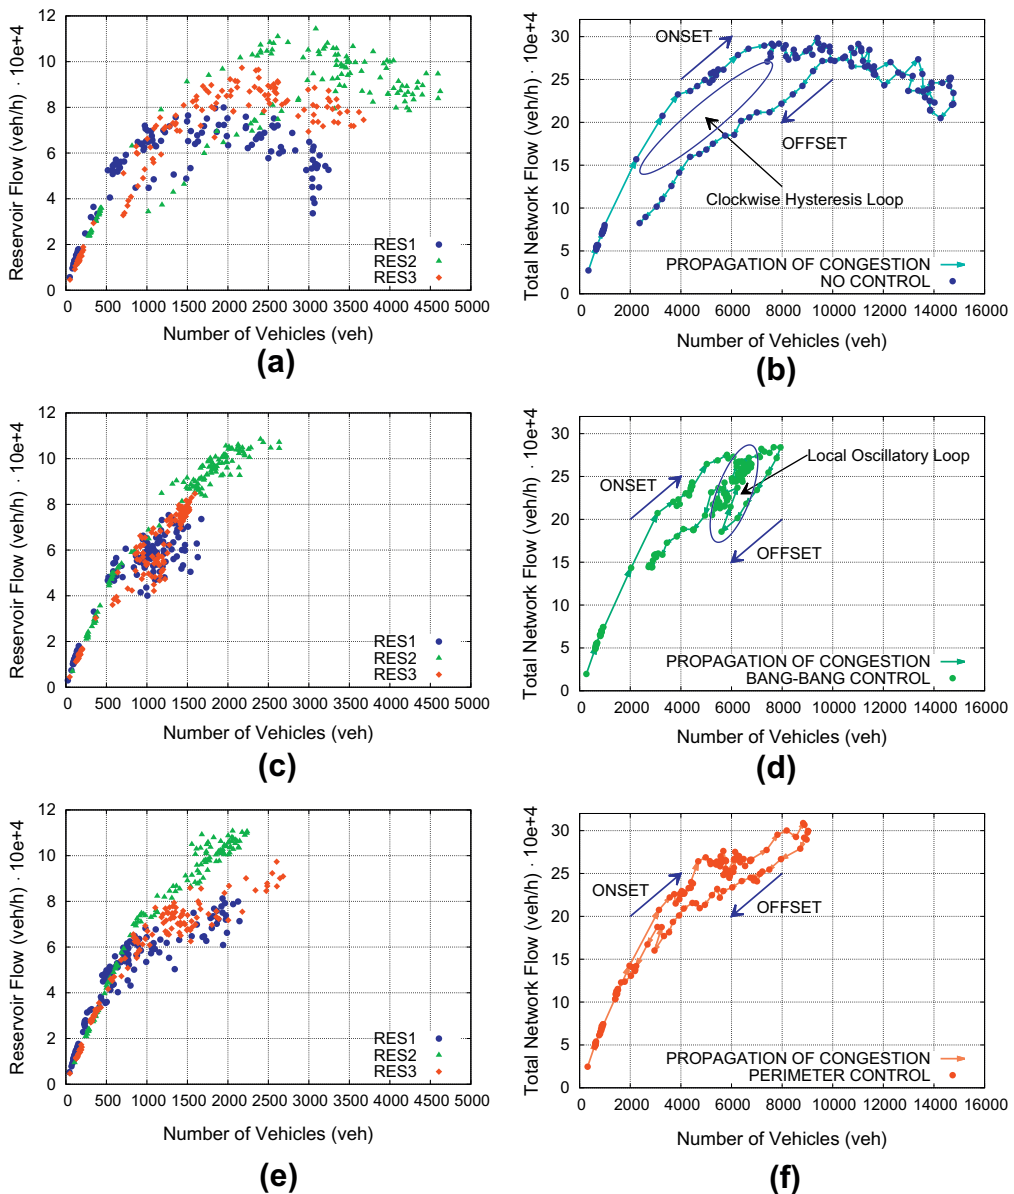 Reservoir Flow (veh/h) · 10e+4
12
10
8
6
4
2
0
RES1
RES2
RES3
0 500 1000 1500 2000 2500 3000 3500 4000 4500 5000
Number of Vehicles (veh)
(a)
Total Network Flow (veh/h) · 10e+4
30
25
20
15
10
5
0
ONSET
OFFSET
Clockwise Hysteresis Loop
PROPAGATION OF CONGESTION
NO CONTROL
0 2000 4000 6000 8000 10000 12000 14000 16000
Number of Vehicles (veh)
(b)
Reservoir Flow (veh/h) · 10e+4
12
10
8
6
4
2
0
RES1
RES2
RES3
0 500 1000 1500 2000 2500 3000 3500 4000 4500 5000
Number of Vehicles (veh)
(c)
Total Network Flow (veh/h) · 10e+4
30
25
20
15
10
5
0
Local Oscillatory Loop
ONSET
OFFSET
PROPAGATION OF CONGESTION
BANG-BANG CONTROL
0 2000 4000 6000 8000 10000 12000 14000 16000
Number of Vehicles (veh)
(d)
Reservoir Flow (veh/h) · 10e+4
12
10
8
6
4
2
0
RES1
RES2
RES3
0 500 1000 1500 2000 2500 3000 3500 4000 4500 5000
Number of Vehicles (veh)
(e)
Total Network Flow (veh/h) · 10e+4
30
25
20
15
10
5
0
ONSET
OFFSET
PROPAGATION OF CONGESTION
PERIMETER CONTROL
0 2000 4000 6000 8000 10000 12000 14000 16000
Number of Vehicles (veh)
(f)